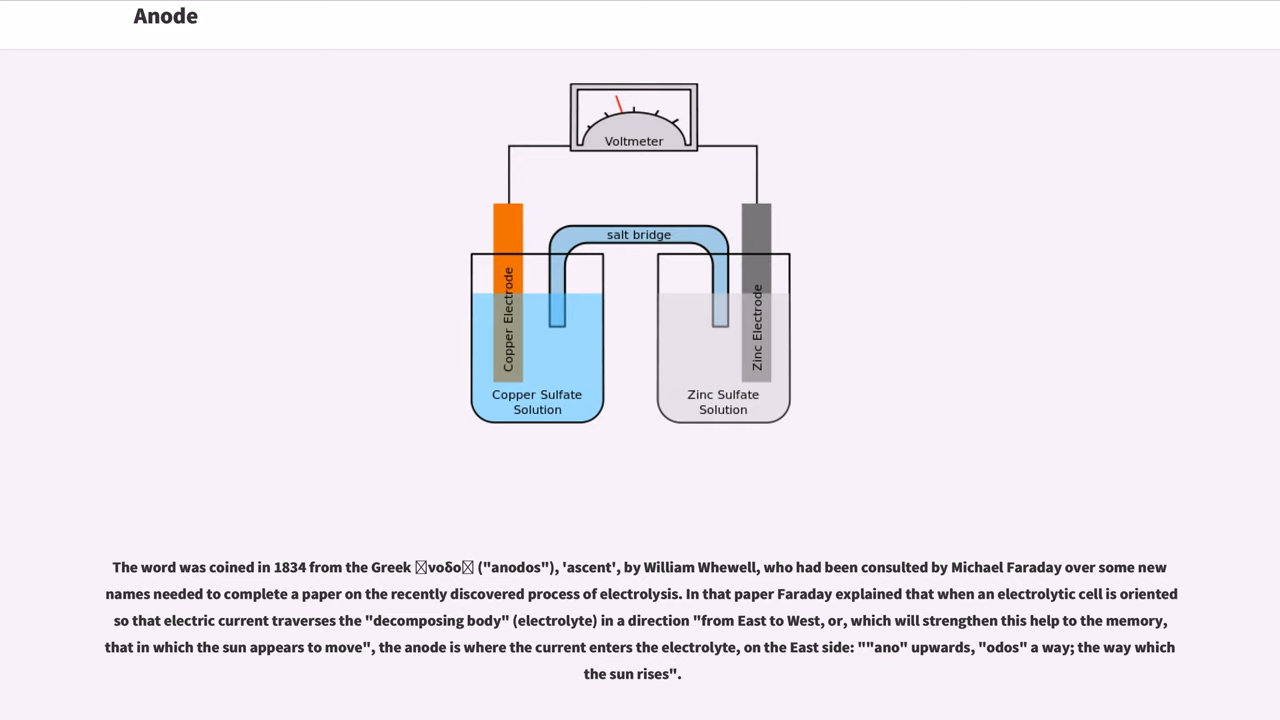 Anode
Voltmeter
salt bridge
Copper Electrode
Zinc Electrode
Copper Sulfate
Solution
Zinc Sulfate
Solution
The word was coined in 1834 from the Greek ("anodos"), 'ascent', by William Whewell, who had been consulted by Michael Faraday over some new
names needed to complete a paper on the recently discovered process of electrolysis. In that paper Faraday explained that when an electrolytic cell is oriented
so that electric current traverses the "decomposing body" (electrolyte) in a direction "from East to West, or, which will strengthen this help to the memory,
that in which the sun appears to move", the anode is where the current enters the electrolyte, on the East side: ""ano" upwards, "odos" a way; the way which
the sun rises".